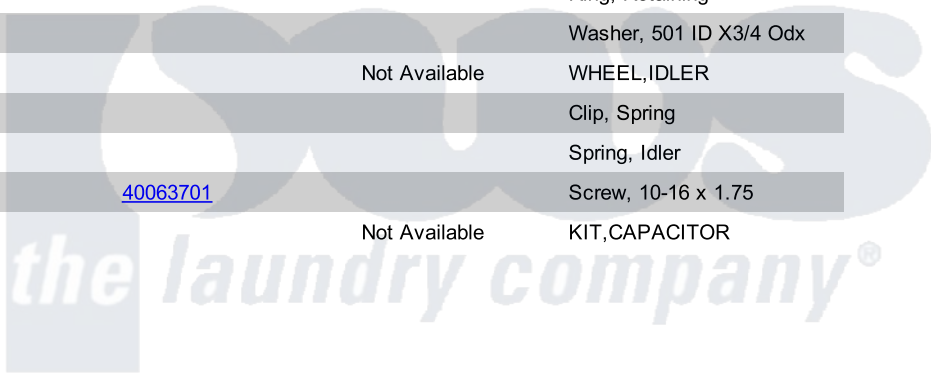 Washer, 501 ID X3/4 Odx
Not Available WHEEL,IDLER
Clip, Spring
Spring, Idler
40063701 Screw, 10-16 x 1.75
Not Available KIT,CAPACITOR
the laundry company®